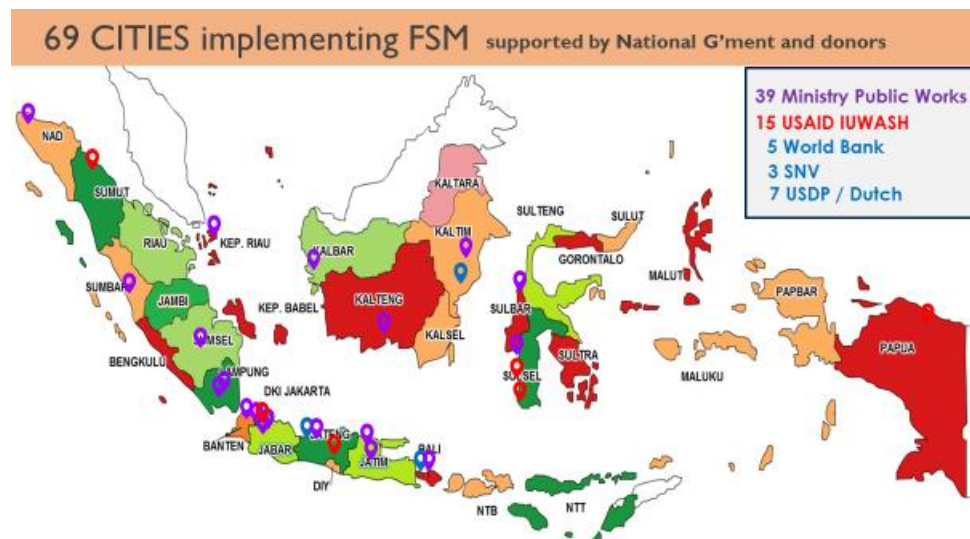 69 CITIES implementing FSM supported by National G'ment and donors
39 Ministry Public Works
15 USAID IUWASH
5 World Bank
3 SNV
7 USDP / Dutch
NAD
SUMUT
RIAU
KEP. RIAU
SUMBAR
JAMBI
KEP. BABEL
BENGKULU
DKI JAKARTA
BANTEN
JABAR
DIY
JATIM
BALI
NTB
NTT
KALBAR
KALTENG
KALTARA
KALTIM
KALSEL
SULTENG
SULUT
GORONTALO
SULBAR
SULSEL
SULTRA
MALUT
MALUKU
PAPBAR
PAPUA